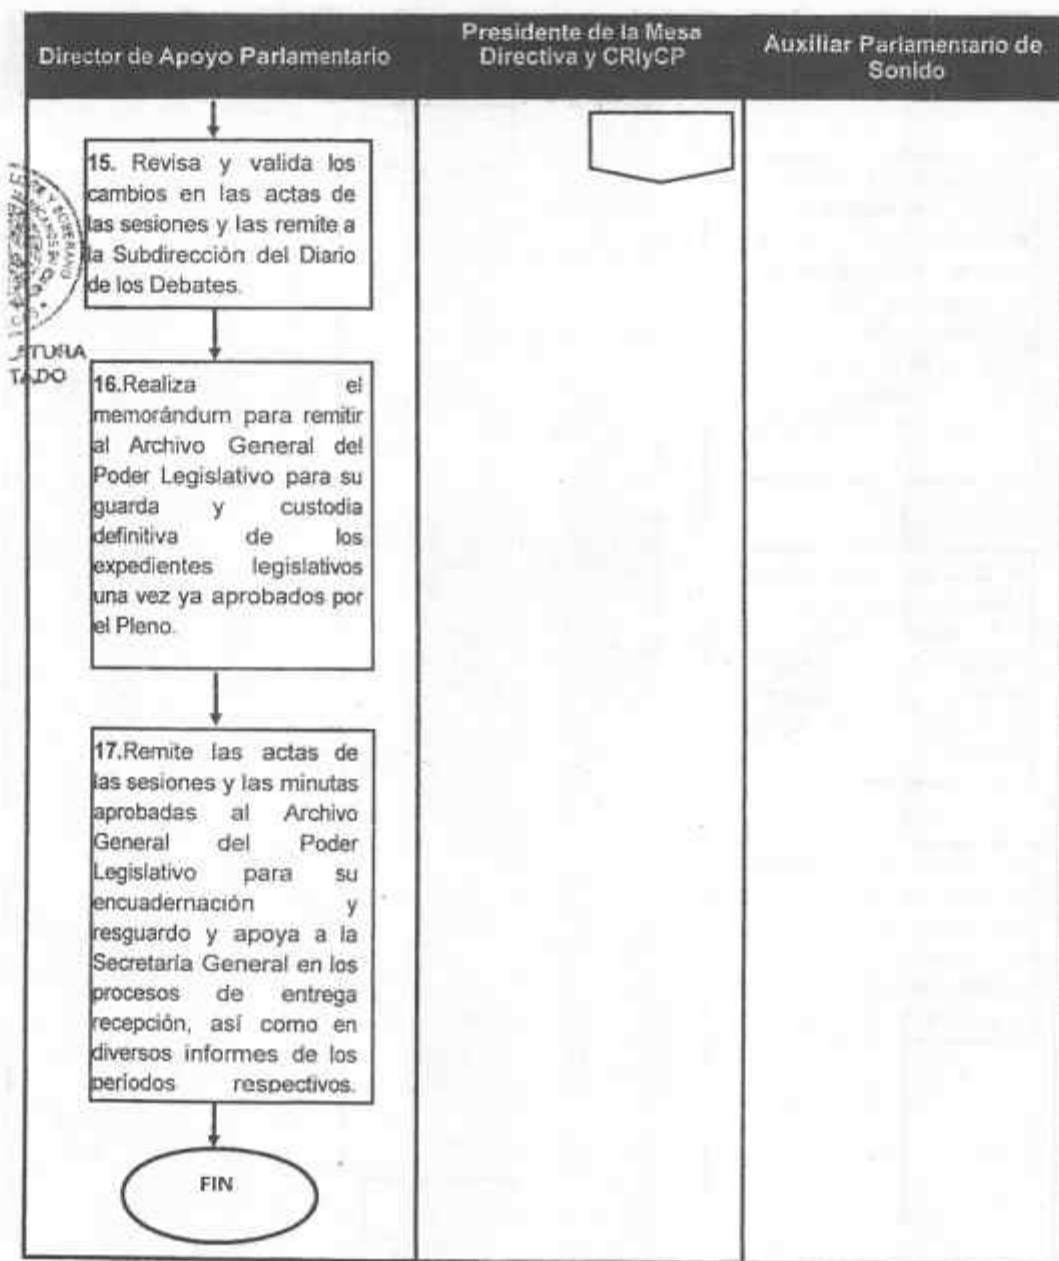 Director de Apoyo Parlamentario
Presidente de la Mesa
Directiva y CRIyCP
Auxiliar Parlamentario de
Sonido
15. Revisa y valida los
cambios en las actas de
las sesiones y las remite a
la Subdirección del Diario
de los Debates.
TURA
TADO
16.Realiza el
memorándum para remitir
al Archivo General del
Poder Legislativo para su
guarda y custodia
definitiva de los
expedientes legislativos
una vez ya aprobados por
el Pleno.
17.Remite las actas de
las sesiones y las minutas
aprobadas al Archivo
General del Poder
Legislativo para su
encuadernación y
resguardo y apoya a la
Secretaría General en los
procesos de entrega
recepción, así como en
diversos informes de los
períodos respectivos.
FIN